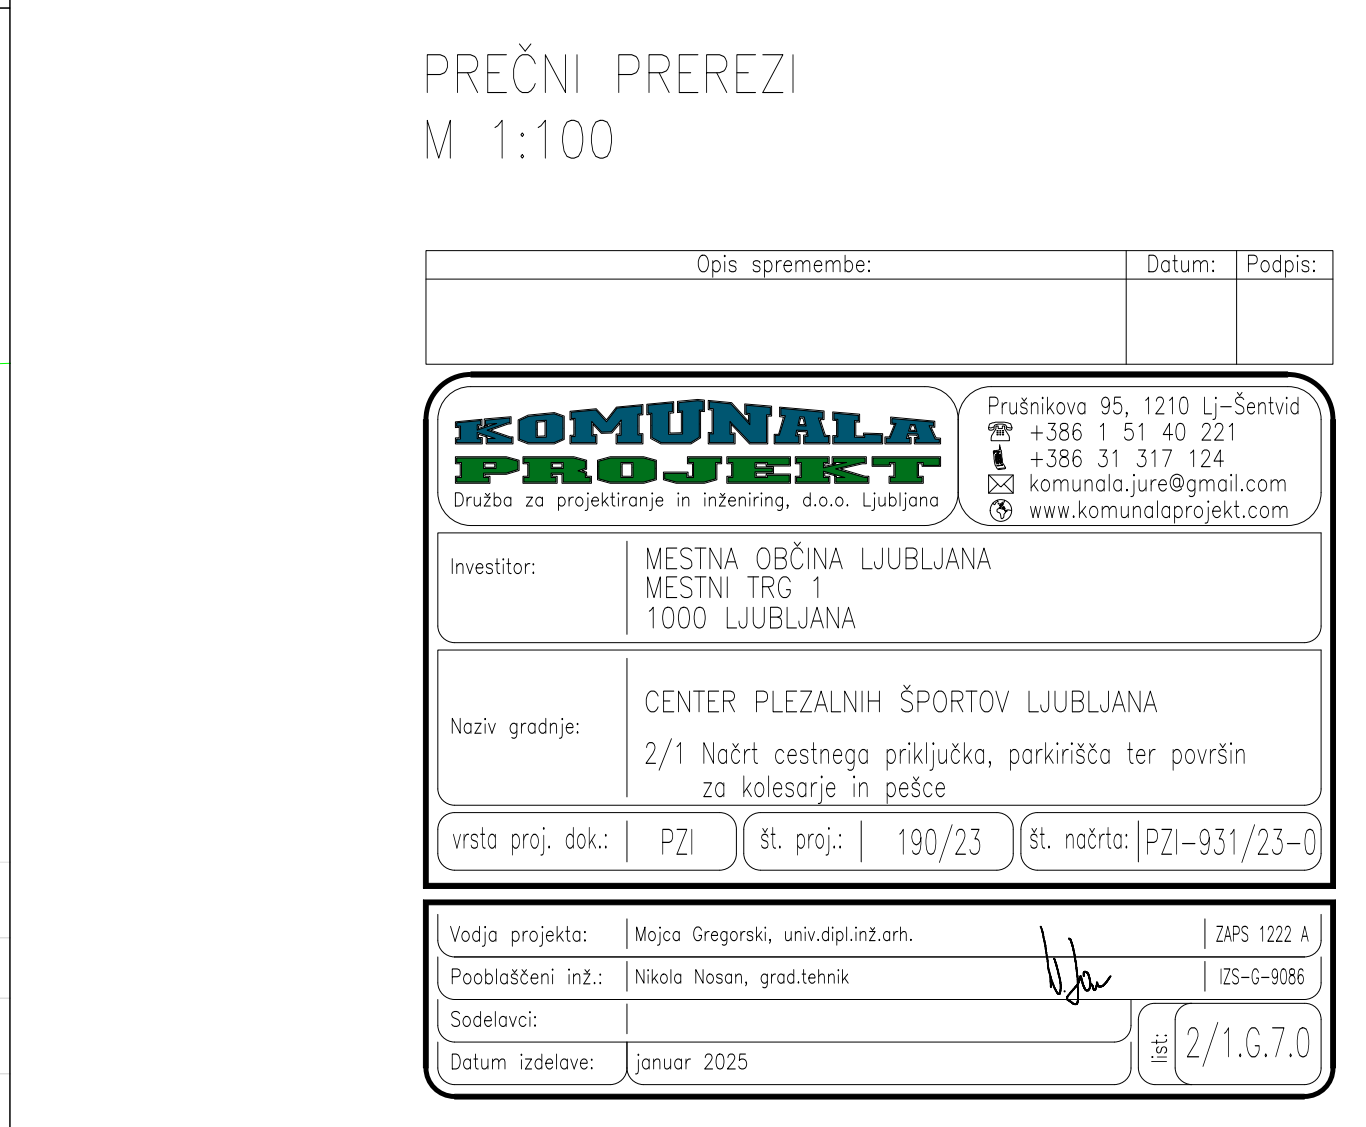 PREČNI PREREZI
M 1:100
Opis spremembe: Datum: Podpis:
KOMUNALA
PROJEKT
Družba za projektiranje in inženiring, d.o.o. Ljubljana
Prušnikova 95, 1210 Lj-Šentvid
+386 1 51 40 221
+386 31 317 124
komunala.jure@gmail.com
www.komunalaprojekt.com
Investitor:
MESTNA OBČINA LJUBLJANA
MESTNI TRG 1
1000 LJUBLJANA
Naziv gradnje:
CENTER PLEZALNIH ŠPORTOV LJUBLJANA
2/1 Načrt cestnega priključka, parkirišča ter površin
za kolesarje in pešce
vrsta proj. dok.: PZI št. proj.: 190/23 št. načrta: PZI-931/23-0
Vodja projekta: Mojca Gregorski, univ.dipl.inž.arh. ZAPS 1222 A
Pooblaščeni inž.: Nikola Nosan, grad.tehnik IZS-G-9086
Sodelavci:
Datum izdelave: januar 2025
list: 2/1.G.7.0